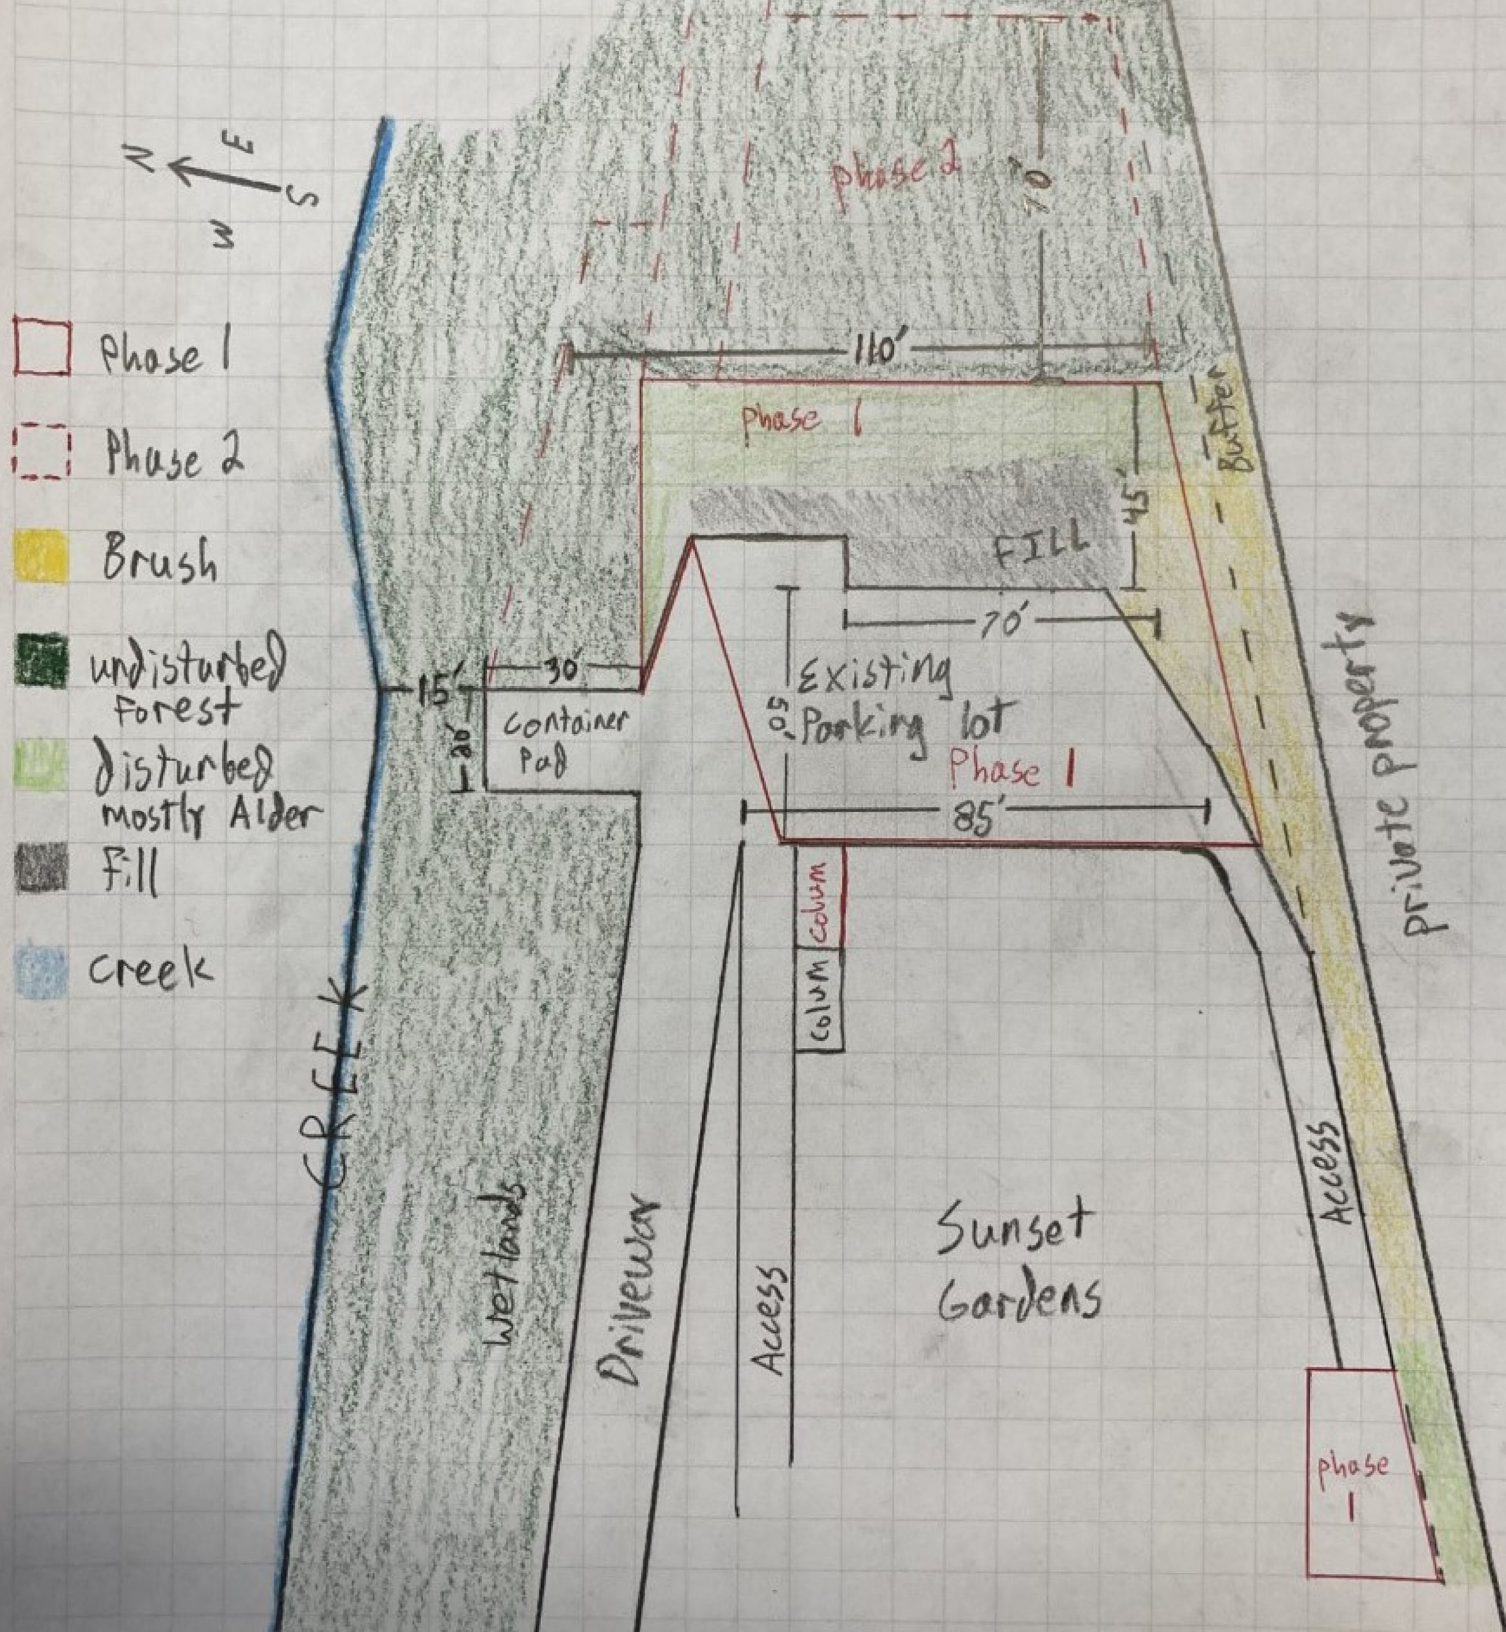 N
E
S
W
Phase 2
70'
110'
Phase 1
Phase 2
Brush
undisturbed
Forest
disturbed
mostly Alder
fill
creek
Phase 1
Buffer
45'
FILL
70'
30'
15'
20'
container
Pad
Existing
Parking lot
50'
Phase 1
85'
private property
colum
colum
CREEK
Wetlands
Driveway
Access
Sunset
Gardens
Access
phase
1